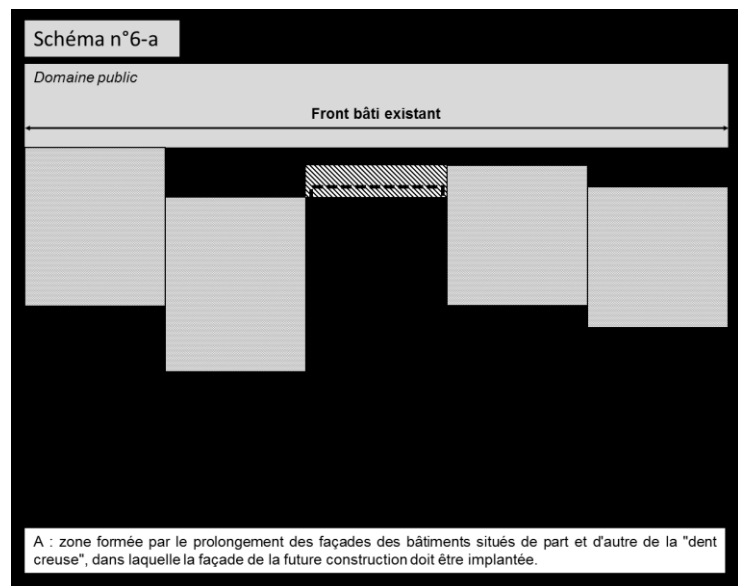 Schéma n°6-a
Domaine public
Front bâti existant
A : zone formée par le prolongement des façades des bâtiments situés de part et d'autre de la "dent
creuse", dans laquelle la façade de la future construction doit être implantée.